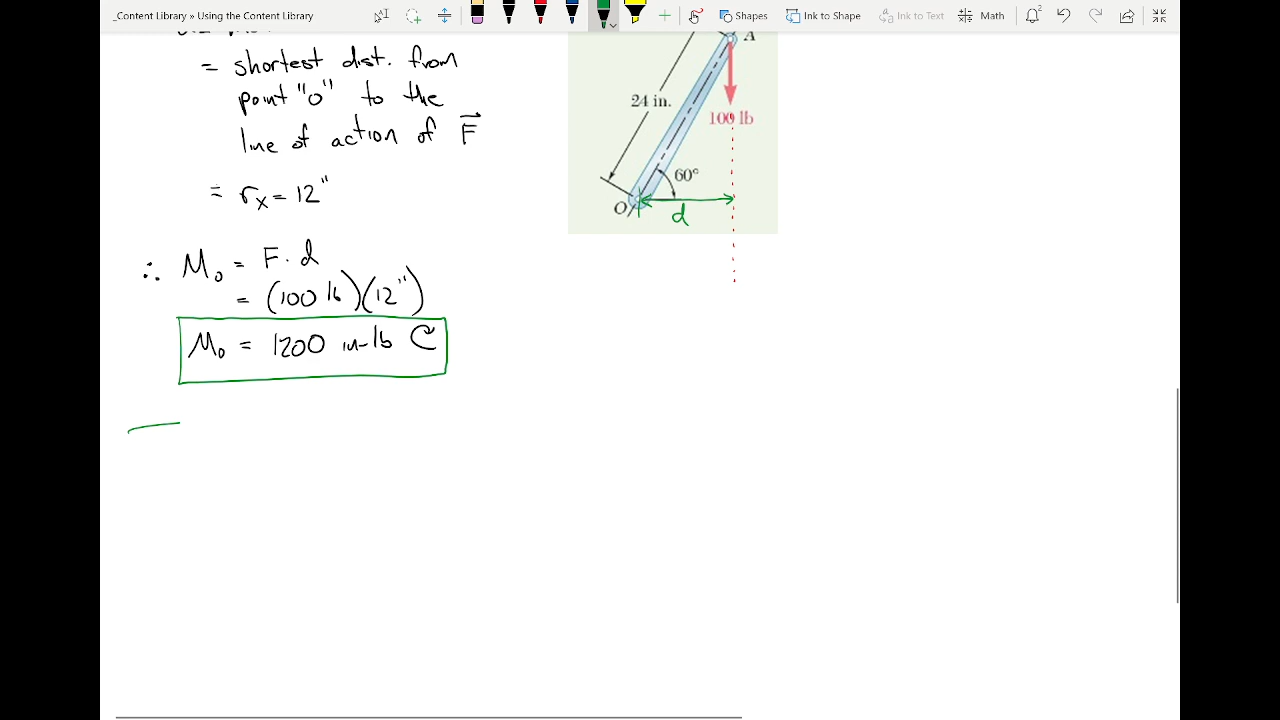 _Content Library » Using the Content Library
Shapes
Ink to Shape
Ink to Text
Math
= shortest dist. from
point "O" to the
line of action of F⃗
= rx = 12"
∴ Mo = F · d
= (100 lb)(12")
Mo = 1200 in-lb ↻
A
24 in.
100 lb
60°
O
d